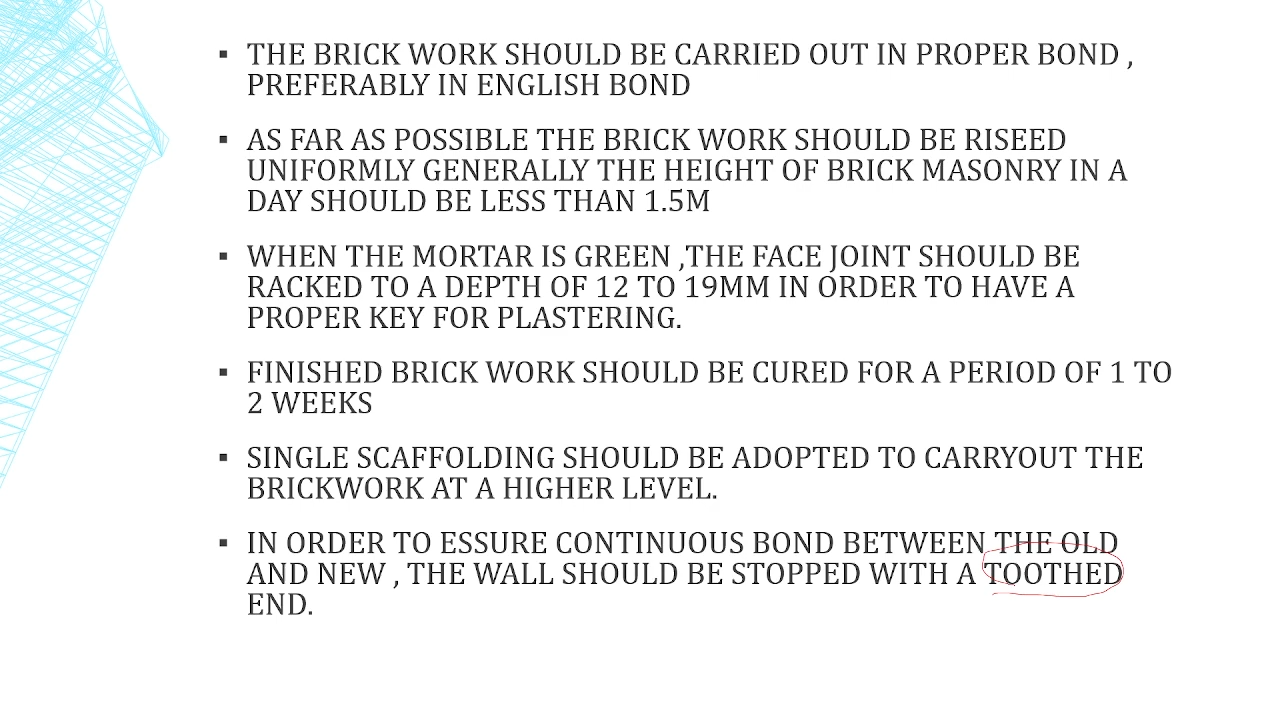 ▪ THE BRICK WORK SHOULD BE CARRIED OUT IN PROPER BOND ,
PREFERABLY IN ENGLISH BOND
▪ AS FAR AS POSSIBLE THE BRICK WORK SHOULD BE RISEED
UNIFORMLY GENERALLY THE HEIGHT OF BRICK MASONRY IN A
DAY SHOULD BE LESS THAN 1.5M
▪ WHEN THE MORTAR IS GREEN ,THE FACE JOINT SHOULD BE
RACKED TO A DEPTH OF 12 TO 19MM IN ORDER TO HAVE A
PROPER KEY FOR PLASTERING.
▪ FINISHED BRICK WORK SHOULD BE CURED FOR A PERIOD OF 1 TO
2 WEEKS
▪ SINGLE SCAFFOLDING SHOULD BE ADOPTED TO CARRYOUT THE
BRICKWORK AT A HIGHER LEVEL.
▪ IN ORDER TO ESSURE CONTINUOUS BOND BETWEEN THE OLD
AND NEW , THE WALL SHOULD BE STOPPED WITH A TOOTHED
END.